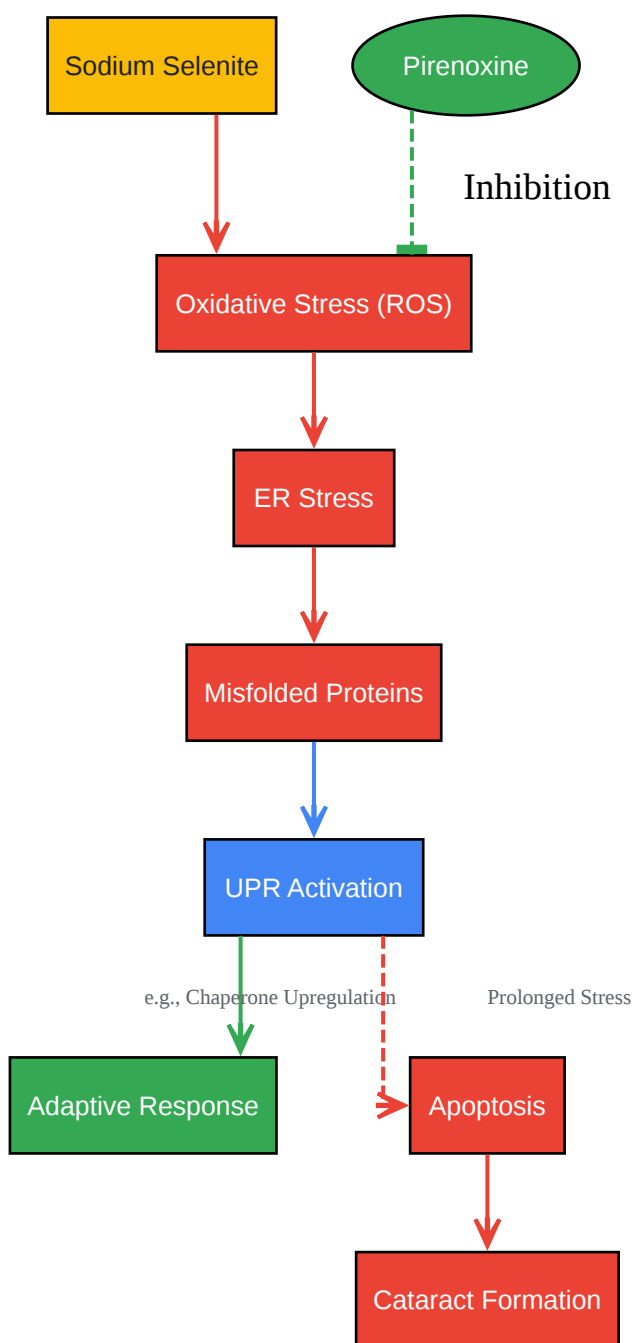 Sodium Selenite
Pirenoxine
Inhibition
Oxidative Stress (ROS)
ER Stress
Misfolded Proteins
UPR Activation
e.g., Chaperone Upregulation
Prolonged Stress
Adaptive Response
Apoptosis
Cataract Formation